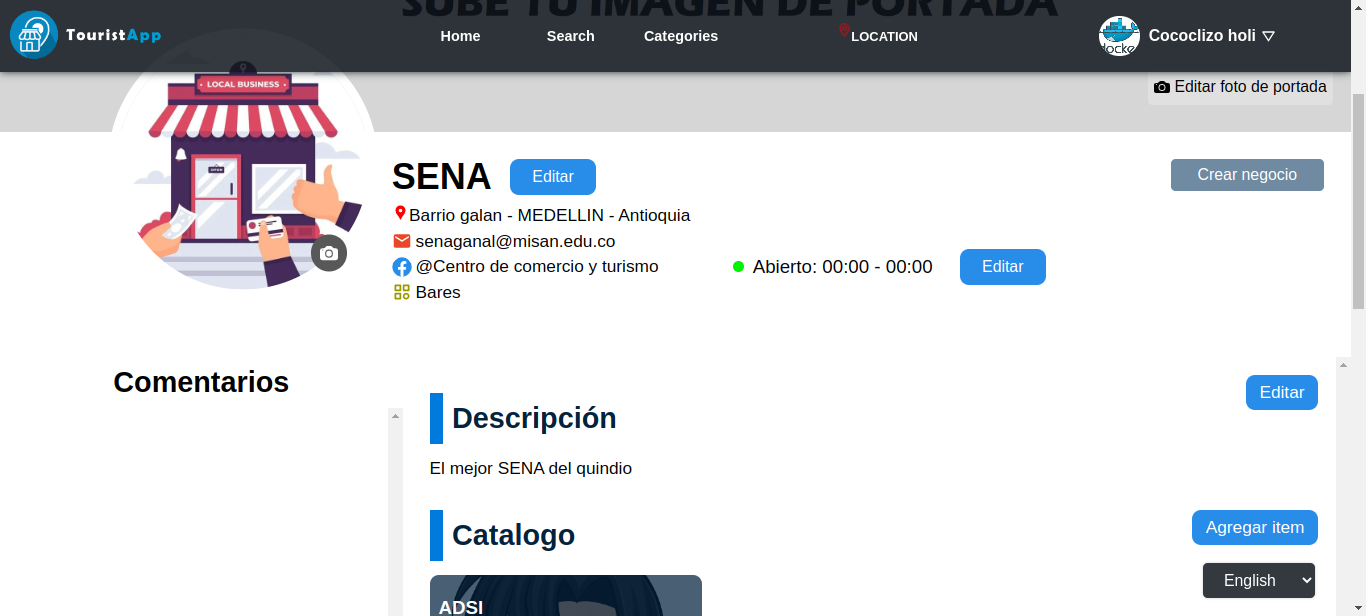 SUBE TU IMAGEN DE PORTADA
TouristApp
Home
Search
Categories
LOCATION
Cococlizo holi
LOCAL BUSINESS
OPEN
Editar foto de portada
SENA
Editar
Crear negocio
Barrio galan - MEDELLIN - Antioquia
senaganal@misan.edu.co
@Centro de comercio y turismo
Abierto: 00:00 - 00:00
Editar
Bares
Comentarios
Editar
Descripción
El mejor SENA del quindio
Catalogo
Agregar item
English
ADSI